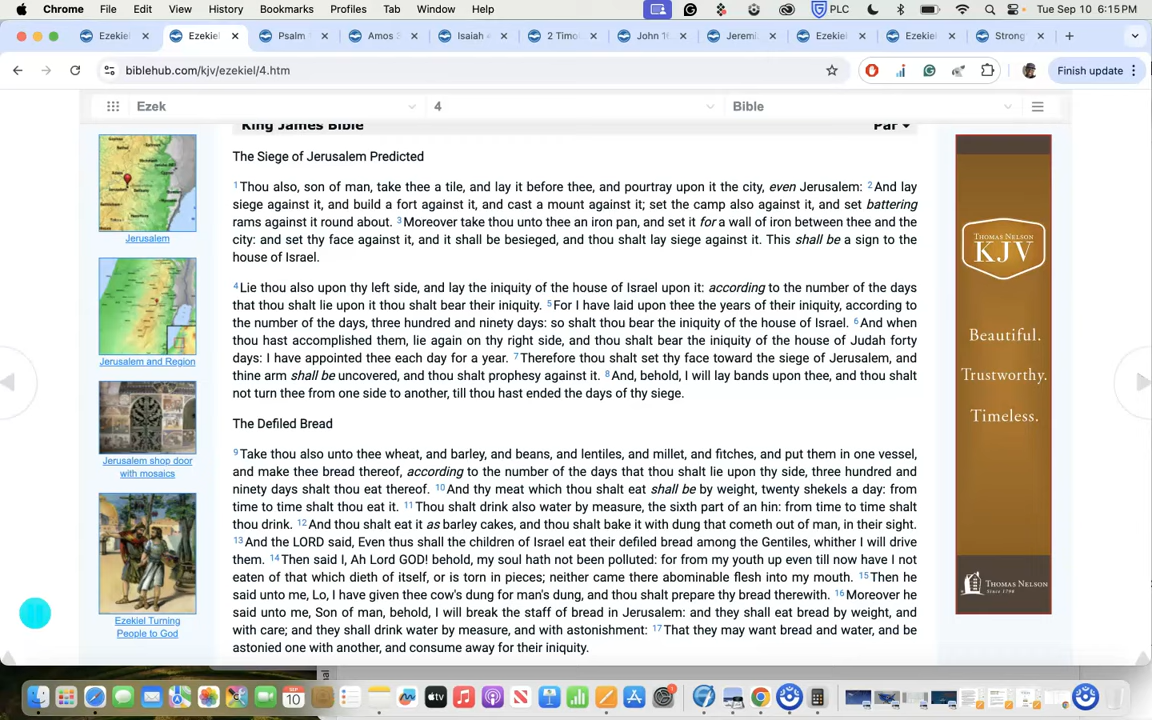 Chrome File Edit View History Bookmarks Profiles Tab Window Help PLC Tue Sep 10 6:15 PM
Ezekiel Ezekiel Psalm Amos Isaiah 2 Timo John 1 Jeremi Ezekiel Ezekiel Strong
biblehub.com/kjv/ezekiel/4.htm Finish update
Ezek 4 Bible
King James Bible Par
The Siege of Jerusalem Predicted
1Thou also, son of man, take thee a tile, and lay it before thee, and pourtray upon it the city, even Jerusalem: 2And lay
siege against it, and build a fort against it, and cast a mount against it; set the camp also against it, and set battering
rams against it round about. 3Moreover take thou unto thee an iron pan, and set it for a wall of iron between thee and the
city: and set thy face against it, and it shall be besieged, and thou shalt lay siege against it. This shall be a sign to the
house of Israel.
4Lie thou also upon thy left side, and lay the iniquity of the house of Israel upon it: according to the number of the days
that thou shalt lie upon it thou shalt bear their iniquity. 5For I have laid upon thee the years of their iniquity, according to
the number of the days, three hundred and ninety days: so shalt thou bear the iniquity of the house of Israel. 6And when
thou hast accomplished them, lie again on thy right side, and thou shalt bear the iniquity of the house of Judah forty
days: I have appointed thee each day for a year. 7Therefore thou shalt set thy face toward the siege of Jerusalem, and
thine arm shall be uncovered, and thou shalt prophesy against it. 8And, behold, I will lay bands upon thee, and thou shalt
not turn thee from one side to another, till thou hast ended the days of thy siege.
The Defiled Bread
9Take thou also unto thee wheat, and barley, and beans, and lentiles, and millet, and fitches, and put them in one vessel,
and make thee bread thereof, according to the number of the days that thou shalt lie upon thy side, three hundred and
ninety days shalt thou eat thereof. 10And thy meat which thou shalt eat shall be by weight, twenty shekels a day: from
time to time shalt thou eat it. 11Thou shalt drink also water by measure, the sixth part of an hin: from time to time shalt
thou drink. 12And thou shalt eat it as barley cakes, and thou shalt bake it with dung that cometh out of man, in their sight.
13And the LORD said, Even thus shall the children of Israel eat their defiled bread among the Gentiles, whither I will drive
them. 14Then said I, Ah Lord GOD! behold, my soul hath not been polluted: for from my youth up even till now have I not
eaten of that which dieth of itself, or is torn in pieces; neither came there abominable flesh into my mouth. 15Then he
said unto me, Lo, I have given thee cow's dung for man's dung, and thou shalt prepare thy bread therewith. 16Moreover he
said unto me, Son of man, behold, I will break the staff of bread in Jerusalem: and they shall eat bread by weight, and
with care; and they shall drink water by measure, and with astonishment: 17That they may want bread and water, and be
astonied one with another, and consume away for their iniquity.
Jerusalem
Jerusalem and Region
Jerusalem shop door
with mosaics
Ezekiel Turning
People to God
THOMAS NELSON
KJV
Beautiful.
Trustworthy.
Timeless.
THOMAS NELSON
Since 1798
SEP
10
tv